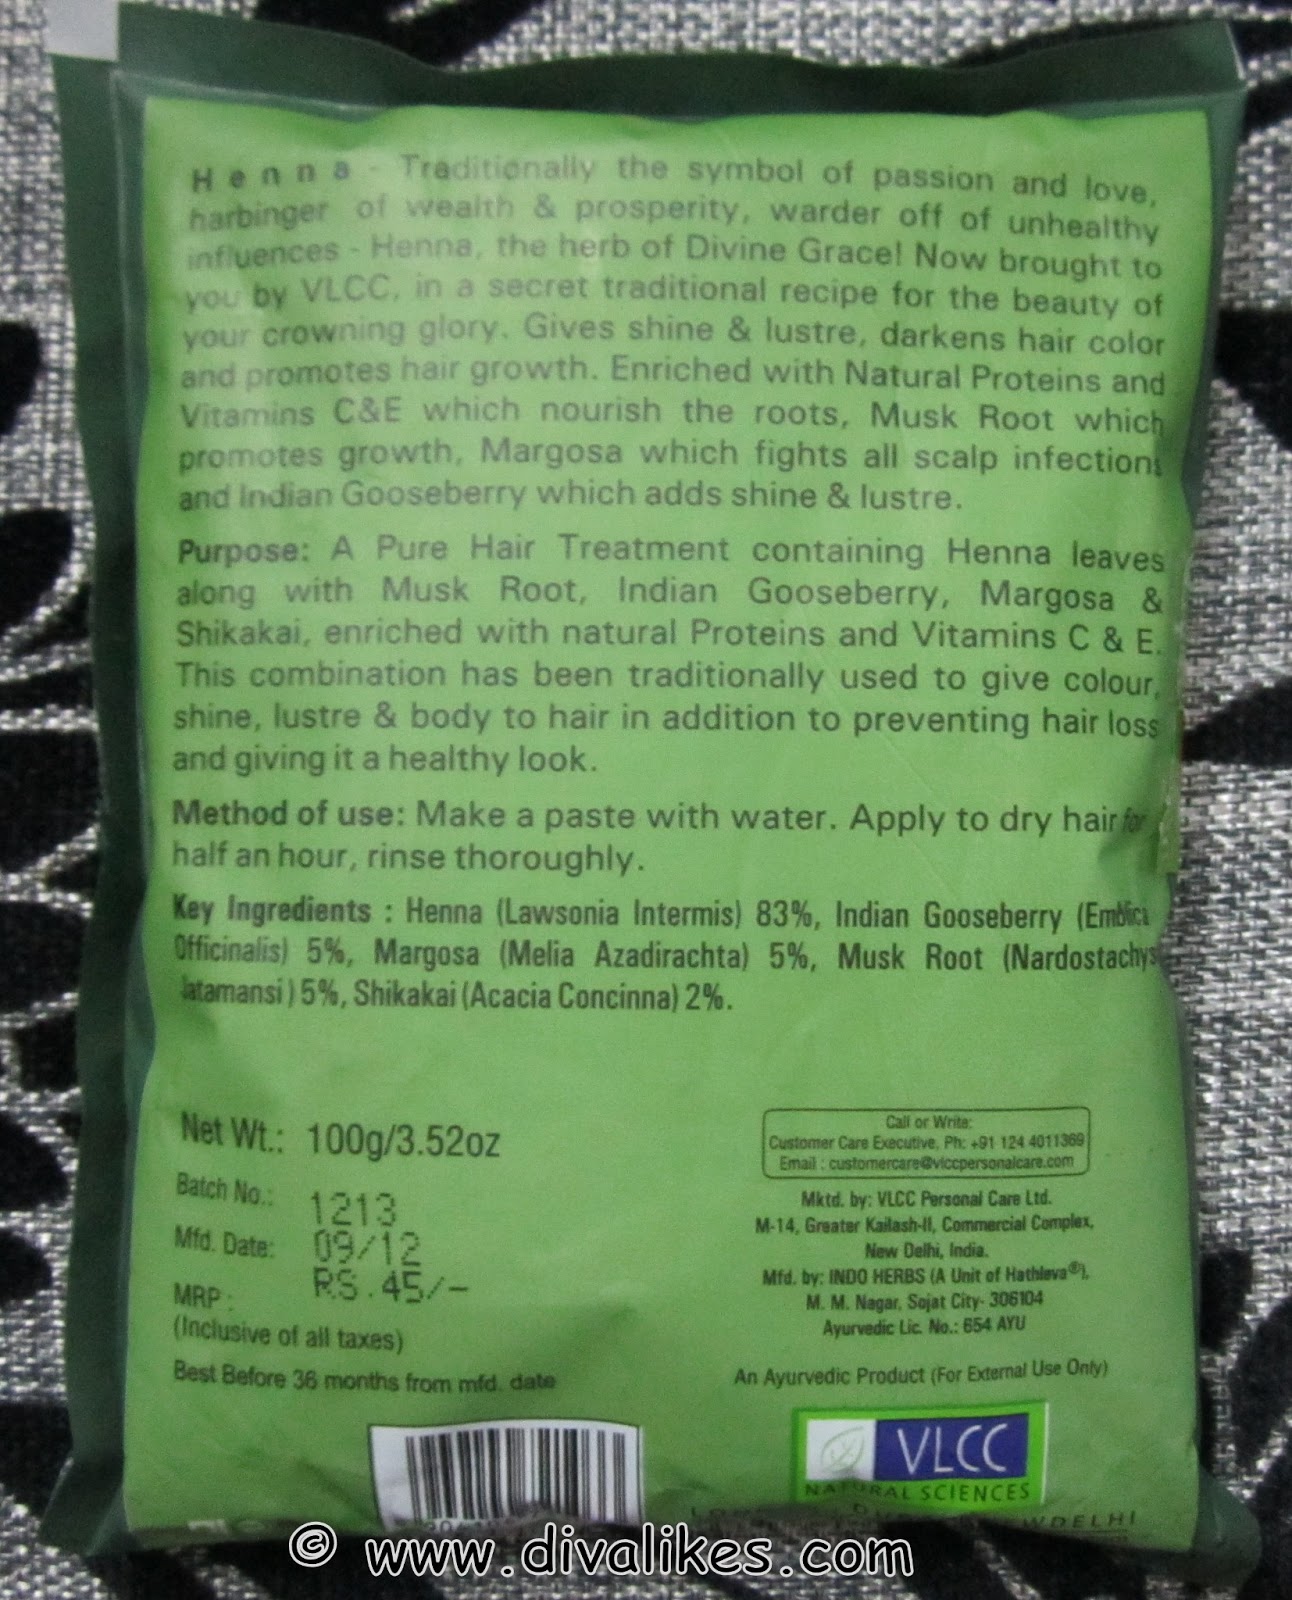 Henna - Traditionally the symbol of passion and love,
harbinger of wealth & prosperity, warder off of unhealthy
influences - Henna, the herb of Divine Grace! Now brought to
you by VLCC, in a secret traditional recipe for the beauty of
your crowning glory. Gives shine & lustre, darkens hair color
and promotes hair growth. Enriched with Natural Proteins and
Vitamins C&E which nourish the roots, Musk Root which
promotes growth, Margosa which fights all scalp infections
and Indian Gooseberry which adds shine & lustre.
Purpose: A Pure Hair Treatment containing Henna leaves
along with Musk Root, Indian Gooseberry, Margosa &
Shikakai, enriched with natural Proteins and Vitamins C & E.
This combination has been traditionally used to give colour,
shine, lustre & body to hair in addition to preventing hair loss
and giving it a healthy look.
Method of use: Make a paste with water. Apply to dry hair for
half an hour, rinse thoroughly.
Key Ingredients : Henna (Lawsonia Intermis) 83%, Indian Gooseberry (Emblica
Officinalis) 5%, Margosa (Melia Azadirachta) 5%, Musk Root (Nardostachys
Jatamansi ) 5%, Shikakai (Acacia Concinna) 2%.
Net Wt.: 100g/3.52oz
Batch No.: 1213
Mfd. Date: 09/12
MRP : RS.45/-
(Inclusive of all taxes)
Best Before 36 months from mfd. date
Call or Write:
Customer Care Executive, Ph: +91 124 4011369
Email : customercare@vlccpersonalcare.com
Mktd. by: VLCC Personal Care Ltd.
M-14, Greater Kailash-II, Commercial Complex,
New Delhi, India.
Mfd. by: INDO HERBS (A Unit of Hathleva®),
M. M. Nagar, Sojat City- 306104
Ayurvedic Lic. No.: 654 AYU
An Ayurvedic Product (For External Use Only)
VLCC
NATURAL SCIENCES
DELHI
© www.divalikes.com